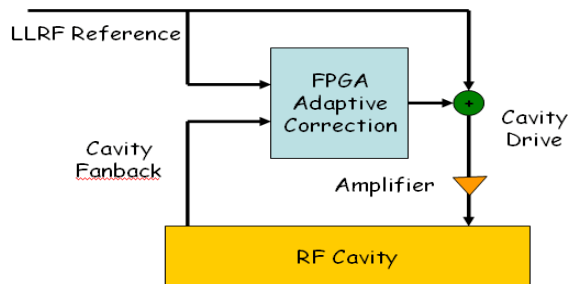 LLRF Reference
FPGA
Adaptive
Correction
+
Cavity
Drive
Cavity
Fanback
Amplifier
RF Cavity